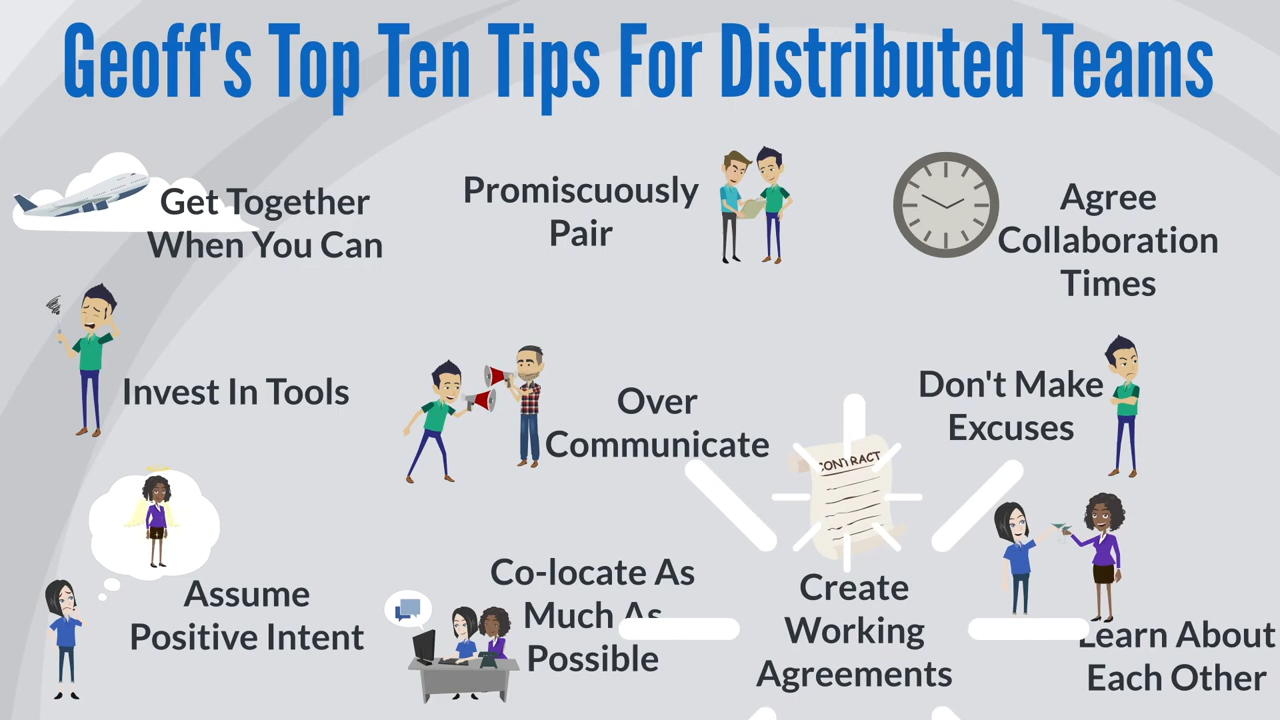 Geoff's Top Ten Tips For Distributed Teams
Get Together
When You Can
Promiscuously
Pair
Agree
Collaboration
Times
Invest In Tools
Over
Communicate
Don't Make
Excuses
CONTRACT
Assume
Positive Intent
Co-locate As
Much As
Possible
Create
Working
Agreements
Learn About
Each Other